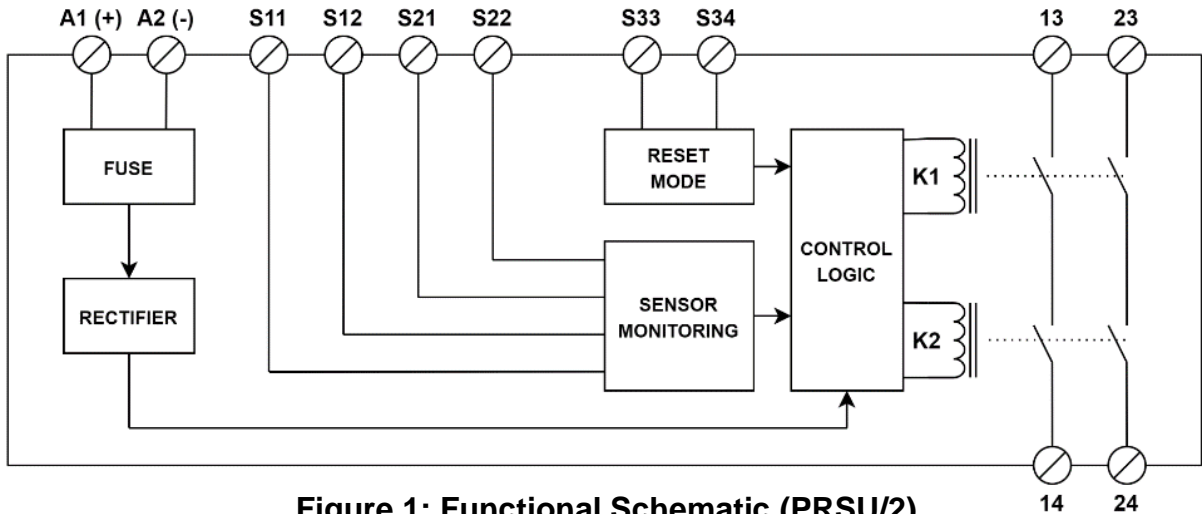 A1 (+) A2 (-) S11 S12 S21 S22 S33 S34 13 23
FUSE
RESET
MODE
K1
CONTROL
LOGIC
RECTIFIER
SENSOR
MONITORING
K2
14 24
Figure 1: Functional Schematic (PRSU/2)